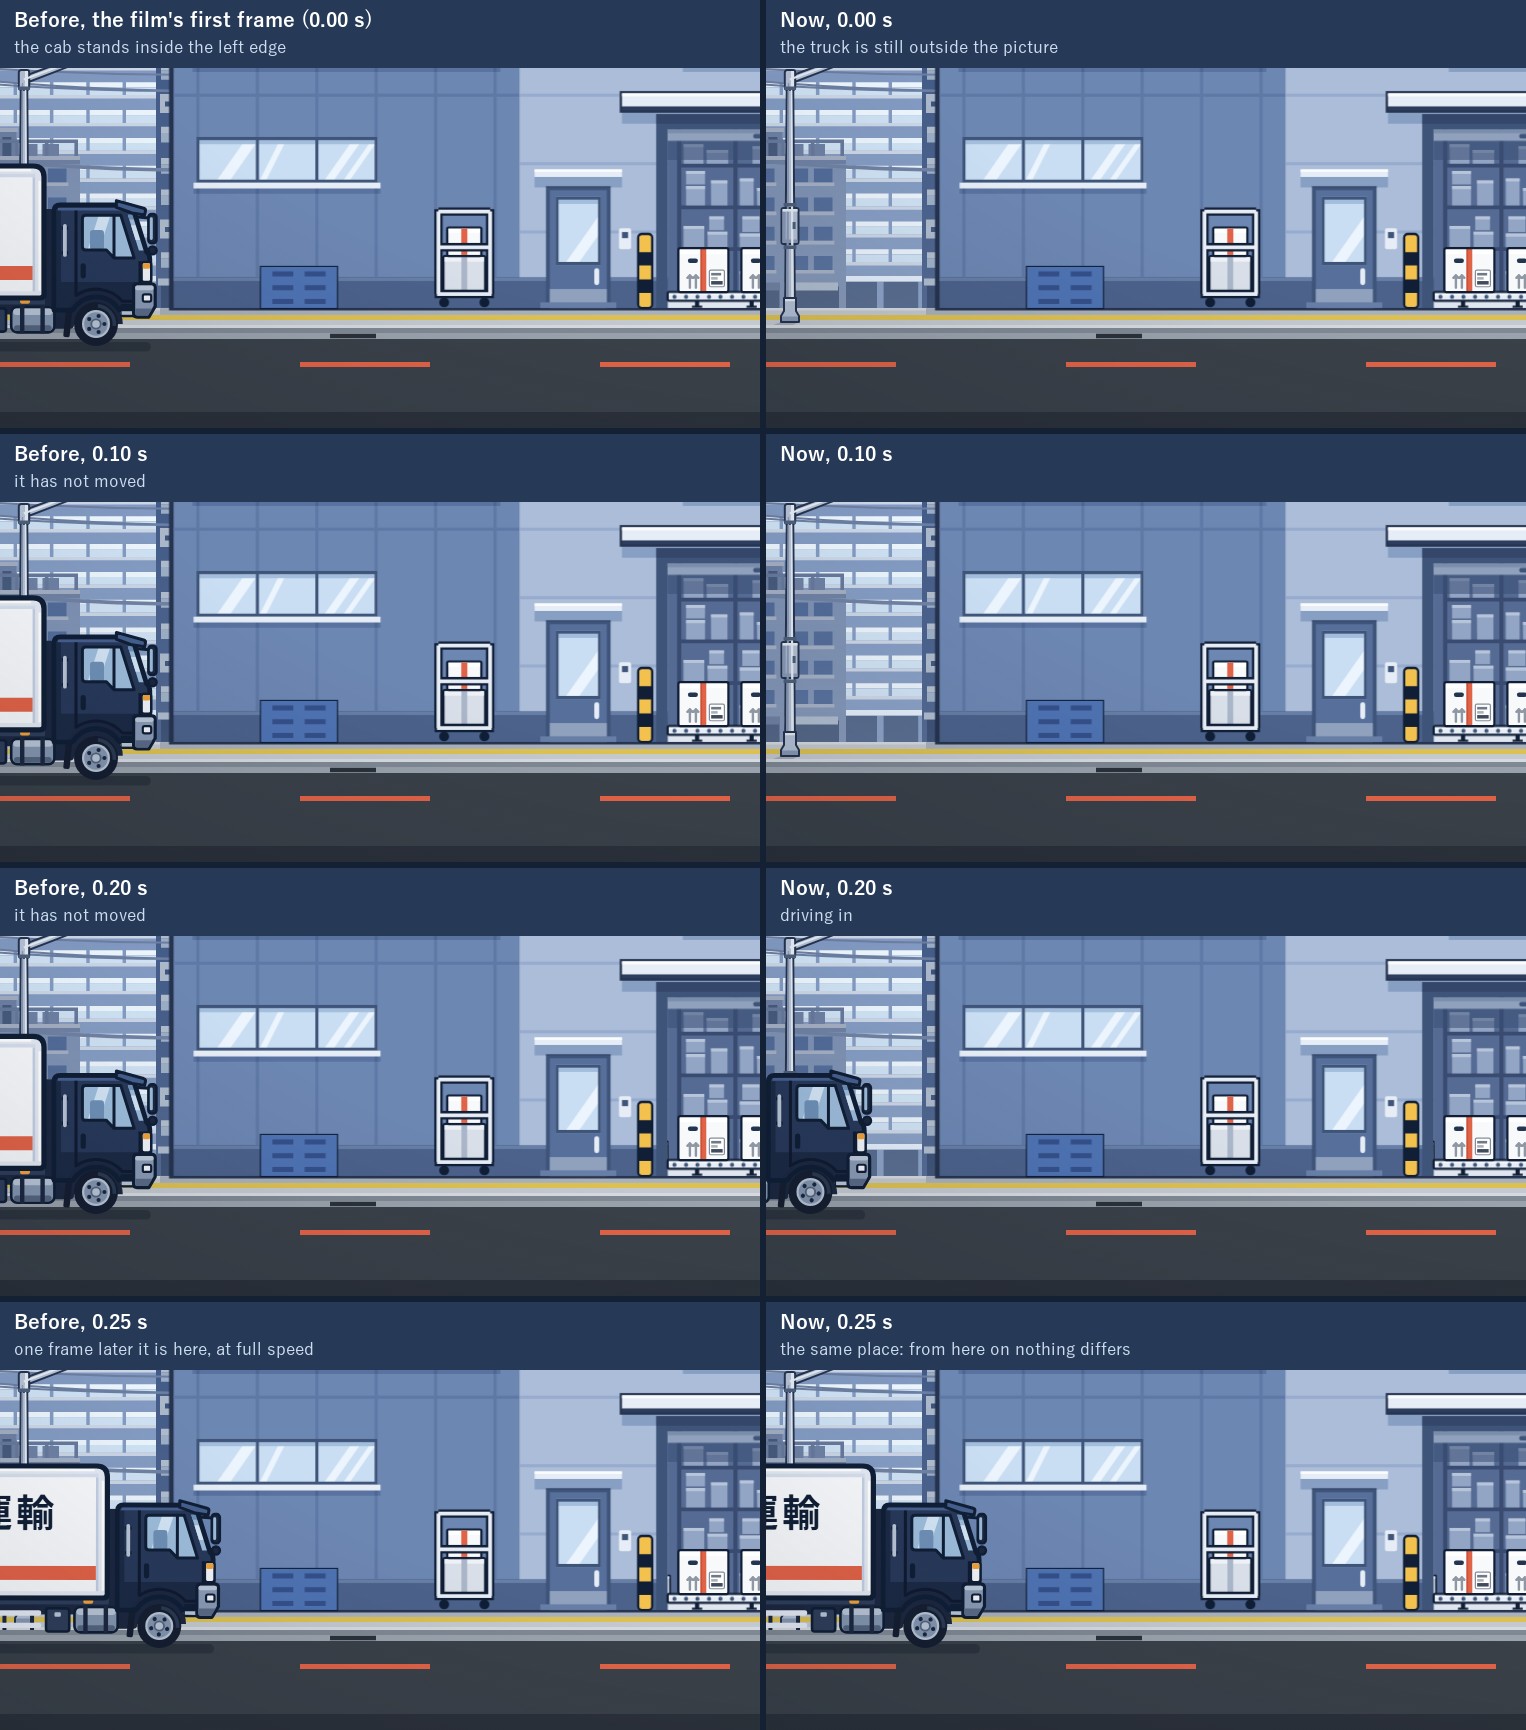 Before, the film's first frame (0.00 s)
the cab stands inside the left edge
Now, 0.00 s
the truck is still outside the picture
Before, 0.10 s
it has not moved
Now, 0.10 s
Before, 0.20 s
it has not moved
Now, 0.20 s
driving in
Before, 0.25 s
one frame later it is here, at full speed
運輸
Now, 0.25 s
the same place: from here on nothing differs
運輸